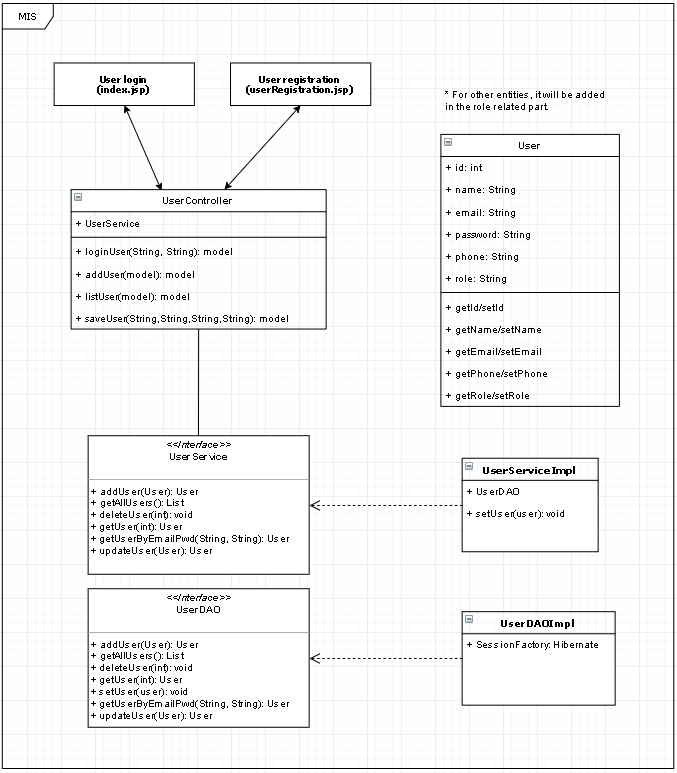 MIS
User login
(index.jsp)
User registration
(userRegistration.jsp)
* For other entities, it will be added
in the role related part.
User
+ id: int
+ name: String
+ email: String
+ password: String
+ phone: String
+ role: String
+ getId/setId
+ getName/setName
+ getEmail/setEmail
+ getPhone/setPhone
+ getRole/setRole
UserController
+ UserService
+ loginUser(String, String): model
+ addUser(model): model
+ listUser(model): model
+ saveUser(String,String,String,String): model
<<Interface>>
UserService
+ addUser(User): User
+ getAllUsers(): List
+ deleteUser(int): void
+ getUser(int): User
+ getUserByEmailPwd(String, String): User
+ updateUser(User): User
UserServiceImpl
+ UserDAO
+ setUser(user): void
<<Interface>>
UserDAO
+ addUser(User): User
+ getAllUsers(): List
+ deleteUser(int): void
+ getUser(int): User
+ setUser(user): void
+ getUserByEmailPwd(String, String): User
+ updateUser(User): User
UserDAOImpl
+ SessionFactory: Hibernate